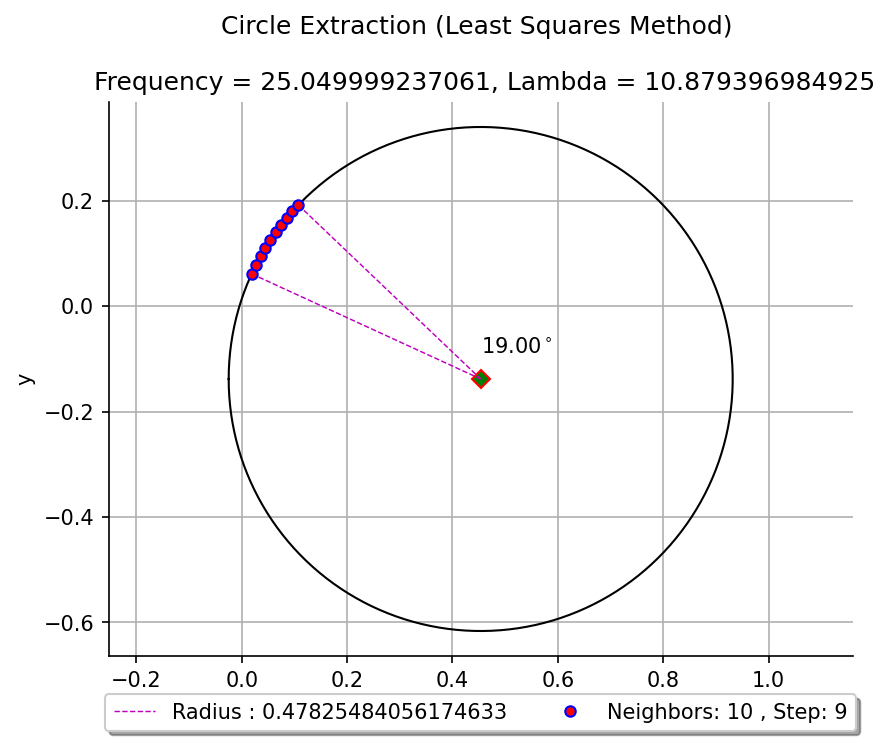 Circle Extraction (Least Squares Method)
Frequency = 25.049999237061, Lambda = 10.879396984925
0.2
0.0
−0.2
−0.4
−0.6
y
19.00°
−0.2 0.0 0.2 0.4 0.6 0.8 1.0
Radius : 0.47825484056174633 Neighbors: 10 , Step: 9